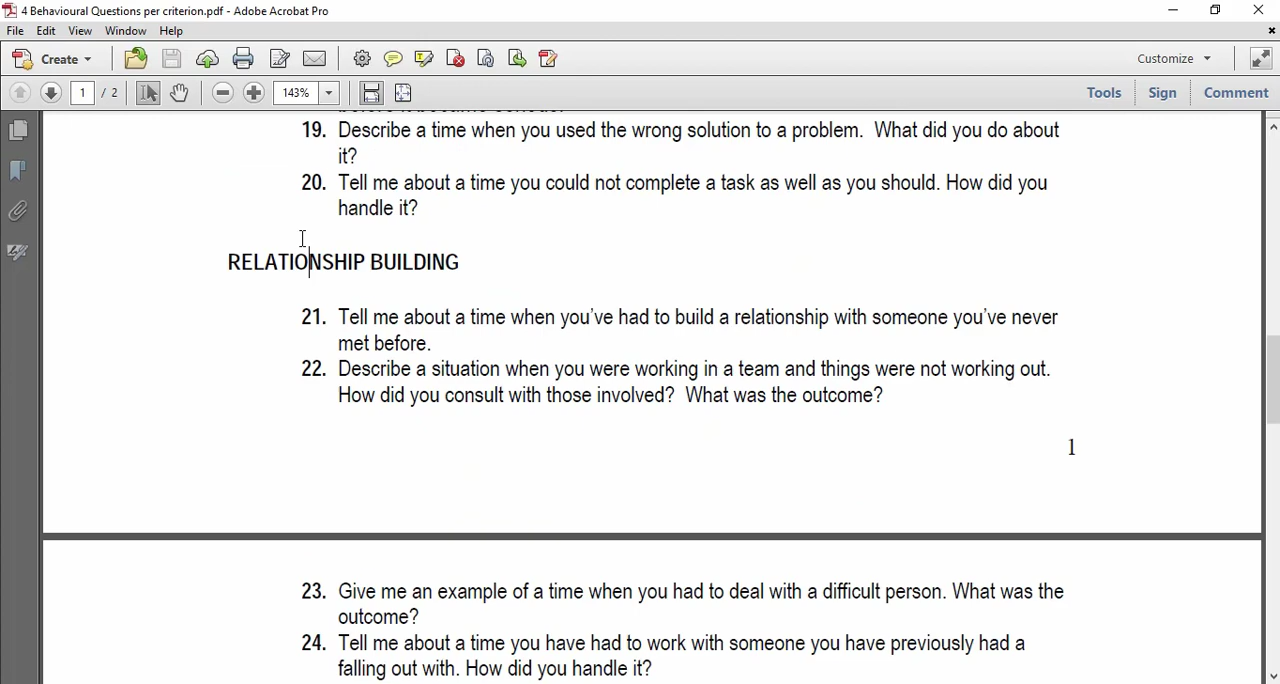 4 Behavioural Questions per criterion.pdf - Adobe Acrobat Pro
File Edit View Window Help
Create
Customize
1 / 2
143%
Tools Sign Comment
19. Describe a time when you used the wrong solution to a problem. What did you do about
it?
20. Tell me about a time you could not complete a task as well as you should. How did you
handle it?
RELATIONSHIP BUILDING
21. Tell me about a time when you've had to build a relationship with someone you've never
met before.
22. Describe a situation when you were working in a team and things were not working out.
How did you consult with those involved? What was the outcome?
1
23. Give me an example of a time when you had to deal with a difficult person. What was the
outcome?
24. Tell me about a time you have had to work with someone you have previously had a
falling out with. How did you handle it?